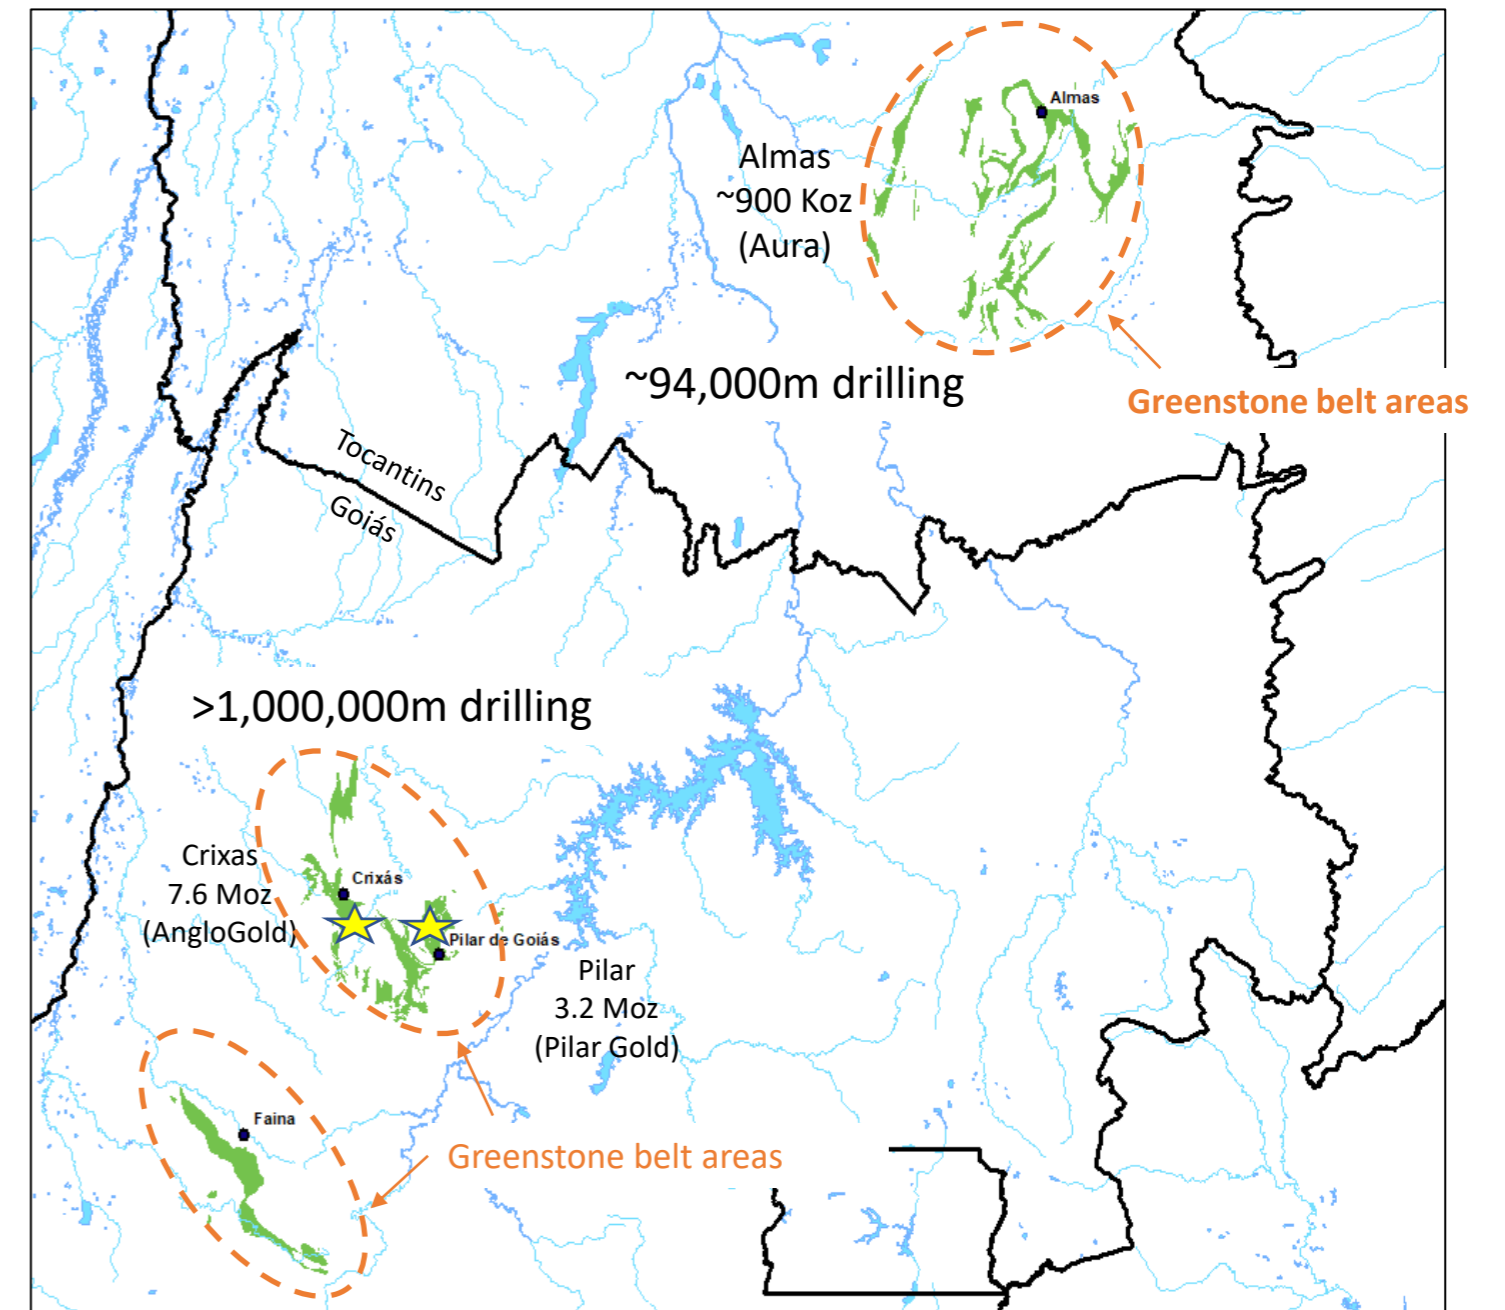 Almas
Almas
~900 Koz
(Aura)
~94,000m drilling
Greenstone belt areas
Tocantins
Goiás
>1,000,000m drilling
Crixas
7.6 Moz
(AngloGold)
Crixás
Pilar de Goiás
Pilar
3.2 Moz
(Pilar Gold)
Faina
Greenstone belt areas